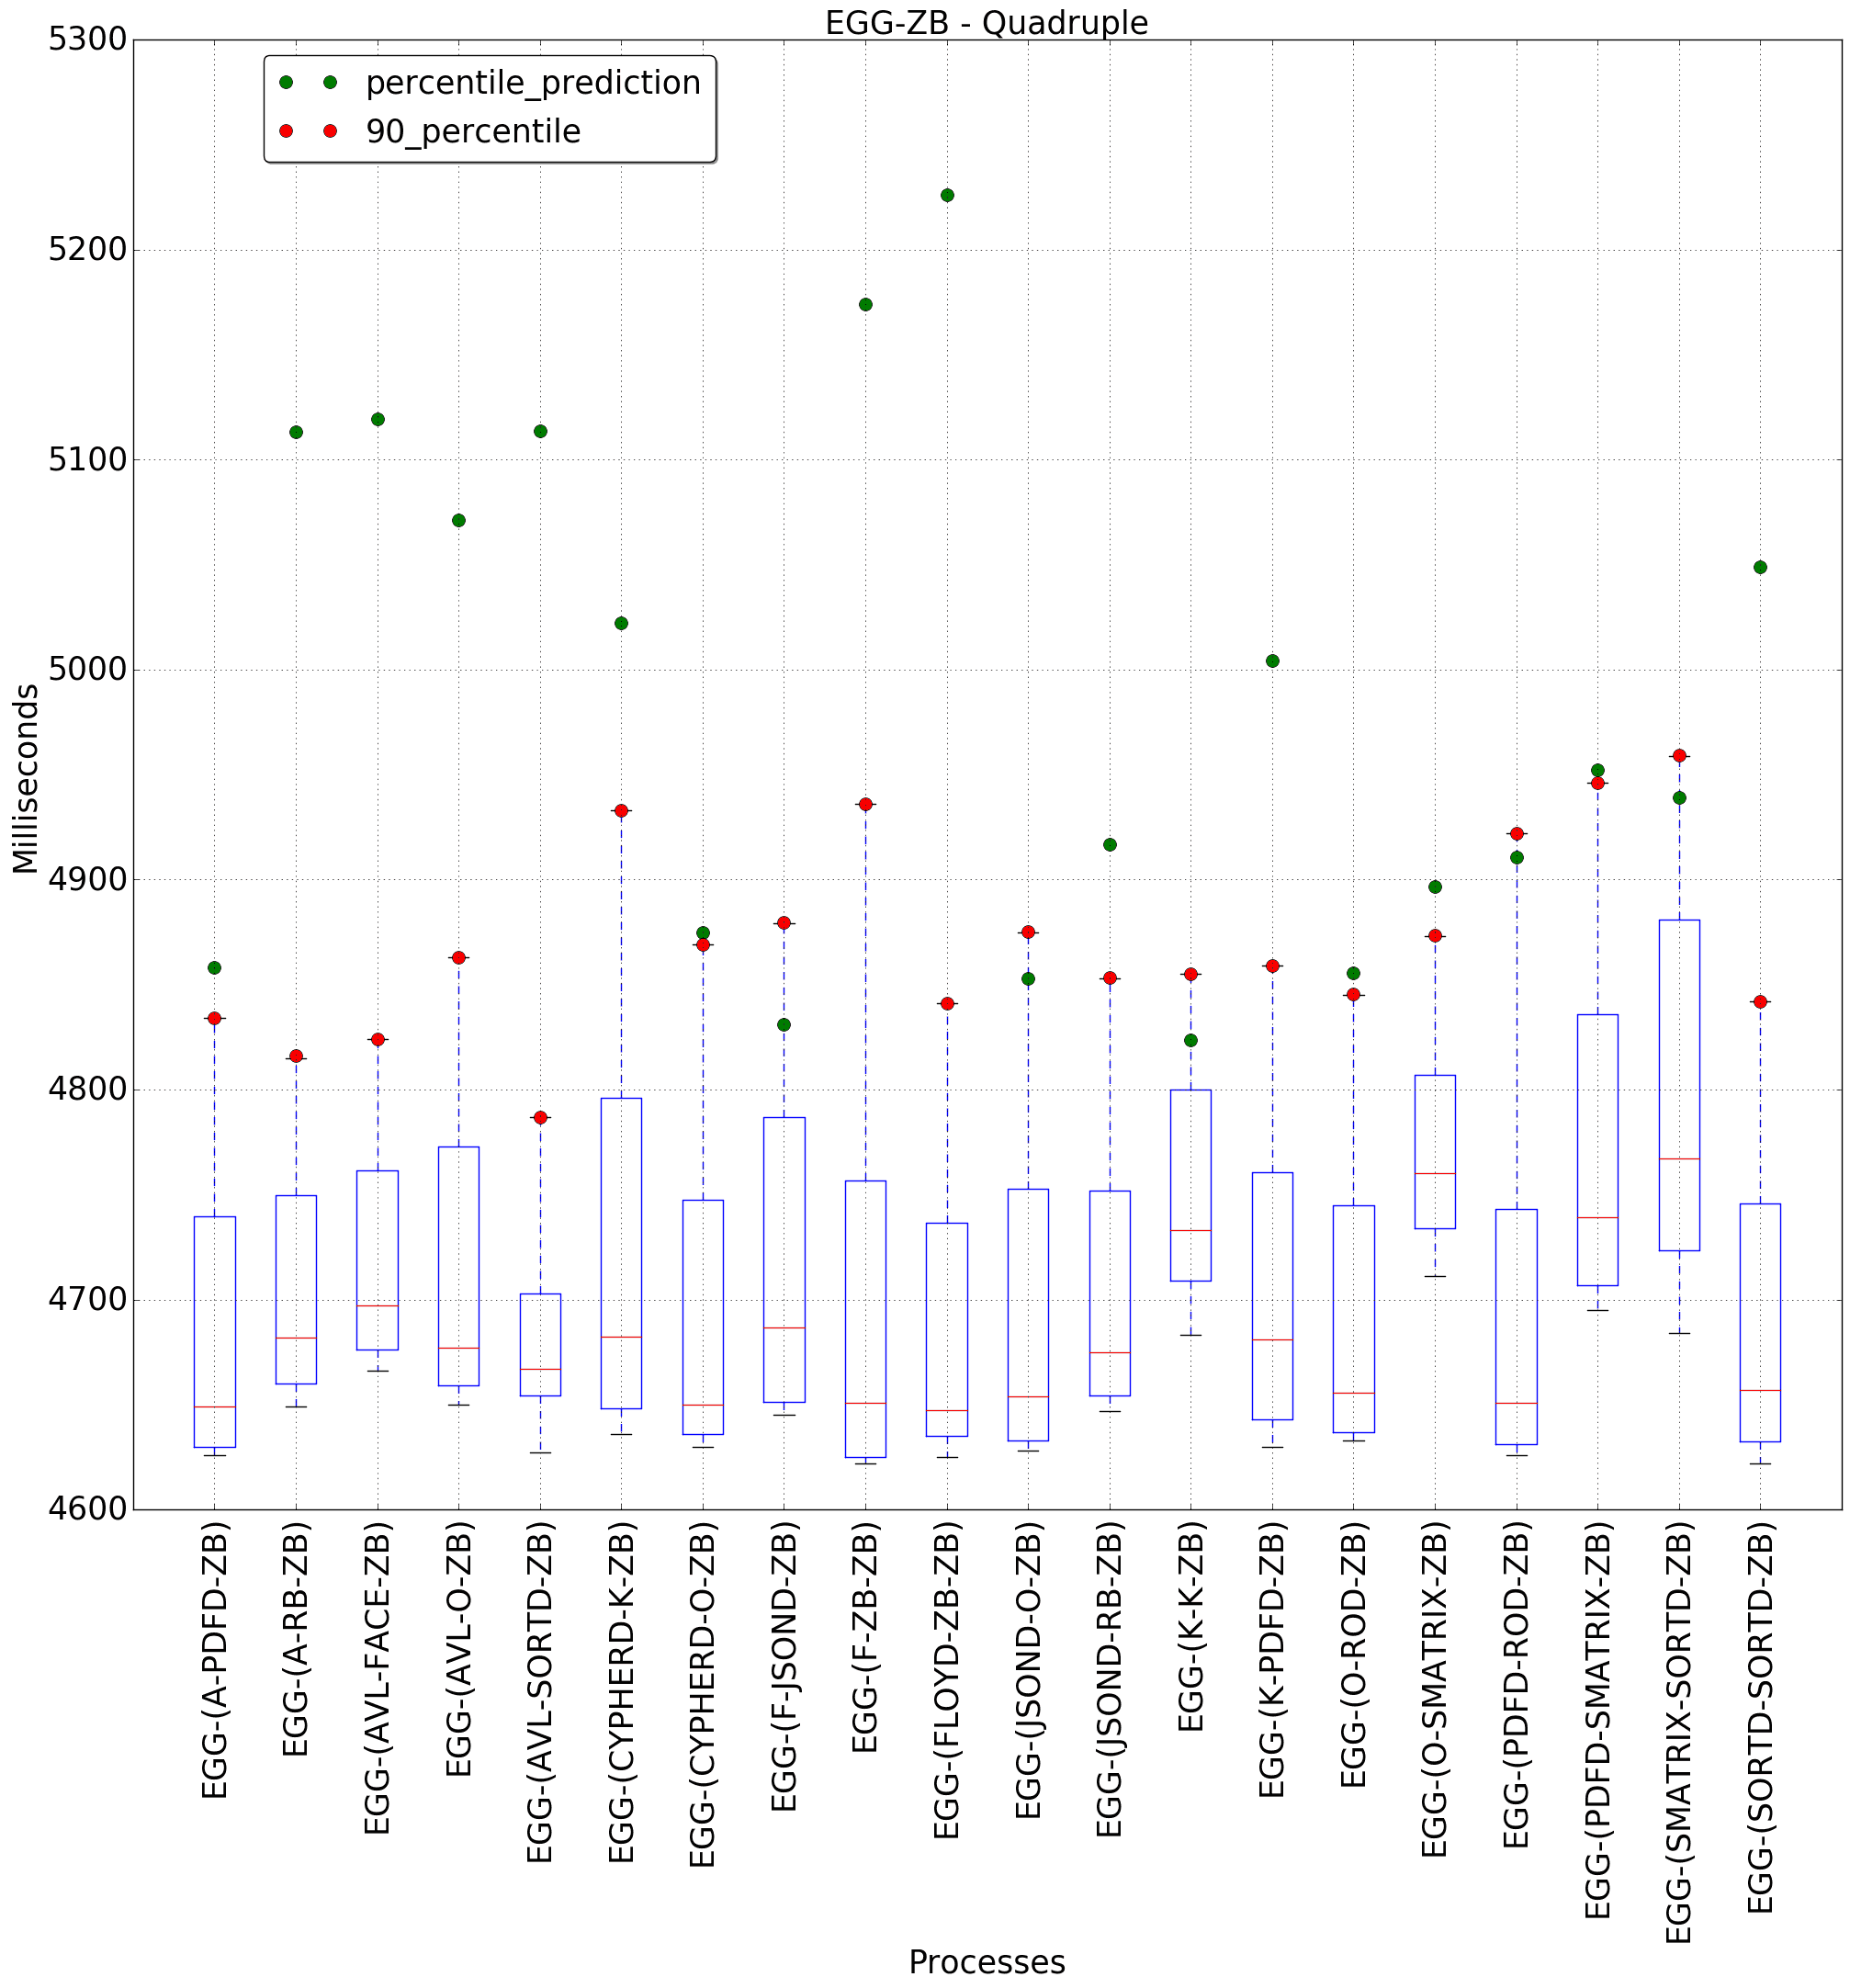 EGG-ZB - Quadruple
percentile_prediction
90_percentile
5300
5200
5100
5000
4900
4800
4700
4600
Milliseconds
EGG-(A-PDFD-ZB)
EGG-(A-RB-ZB)
EGG-(AVL-FACE-ZB)
EGG-(AVL-O-ZB)
EGG-(AVL-SORTD-ZB)
EGG-(CYPHERD-K-ZB)
EGG-(CYPHERD-O-ZB)
EGG-(F-JSOND-ZB)
EGG-(F-ZB-ZB)
EGG-(FLOYD-ZB-ZB)
EGG-(JSOND-O-ZB)
EGG-(JSOND-RB-ZB)
EGG-(K-K-ZB)
EGG-(K-PDFD-ZB)
EGG-(O-ROD-ZB)
EGG-(O-SMATRIX-ZB)
EGG-(PDFD-ROD-ZB)
EGG-(PDFD-SMATRIX-ZB)
EGG-(SMATRIX-SORTD-ZB)
EGG-(SORTD-SORTD-ZB)
Processes